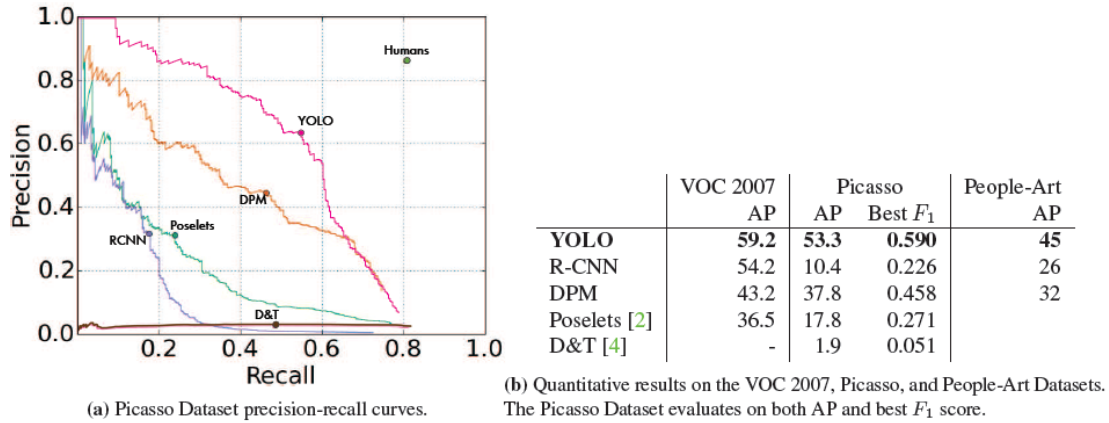 Precision
1.0
0.8
0.6
0.4
0.2
0.0
Humans
YOLO
DPM
Poselets
RCNN
D&T
0.2 0.4 0.6 0.8 1.0
Recall
(a) Picasso Dataset precision-recall curves.
VOC 2007 Picasso People-Art
AP AP Best F1 AP
YOLO 59.2 53.3 0.590 45
R-CNN 54.2 10.4 0.226 26
DPM 43.2 37.8 0.458 32
Poselets [2] 36.5 17.8 0.271
D&T [4] - 1.9 0.051
(b) Quantitative results on the VOC 2007, Picasso, and People-Art Datasets.
The Picasso Dataset evaluates on both AP and best F1 score.